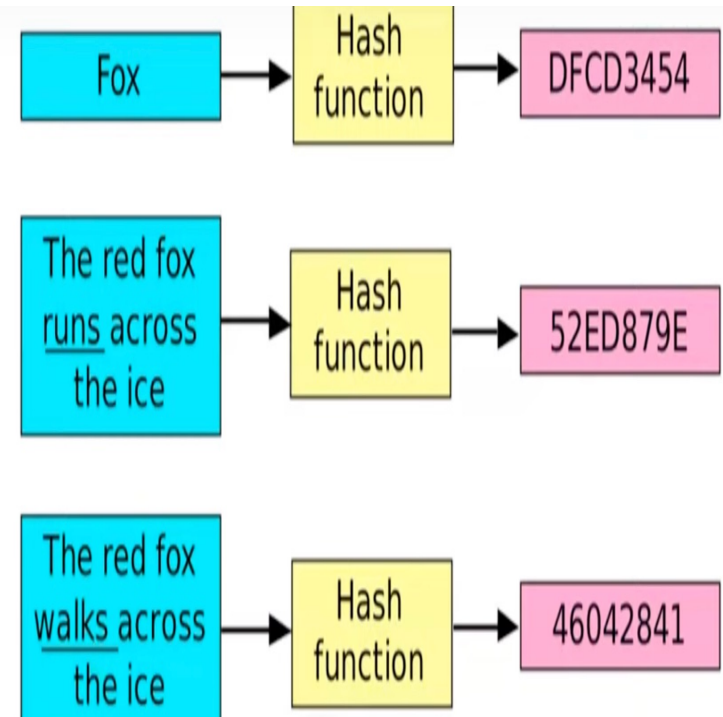 Fox
Hash
function
DFCD3454
The red fox
runs across
the ice
Hash
function
52ED879E
The red fox
walks across
the ice
Hash
function
46042841